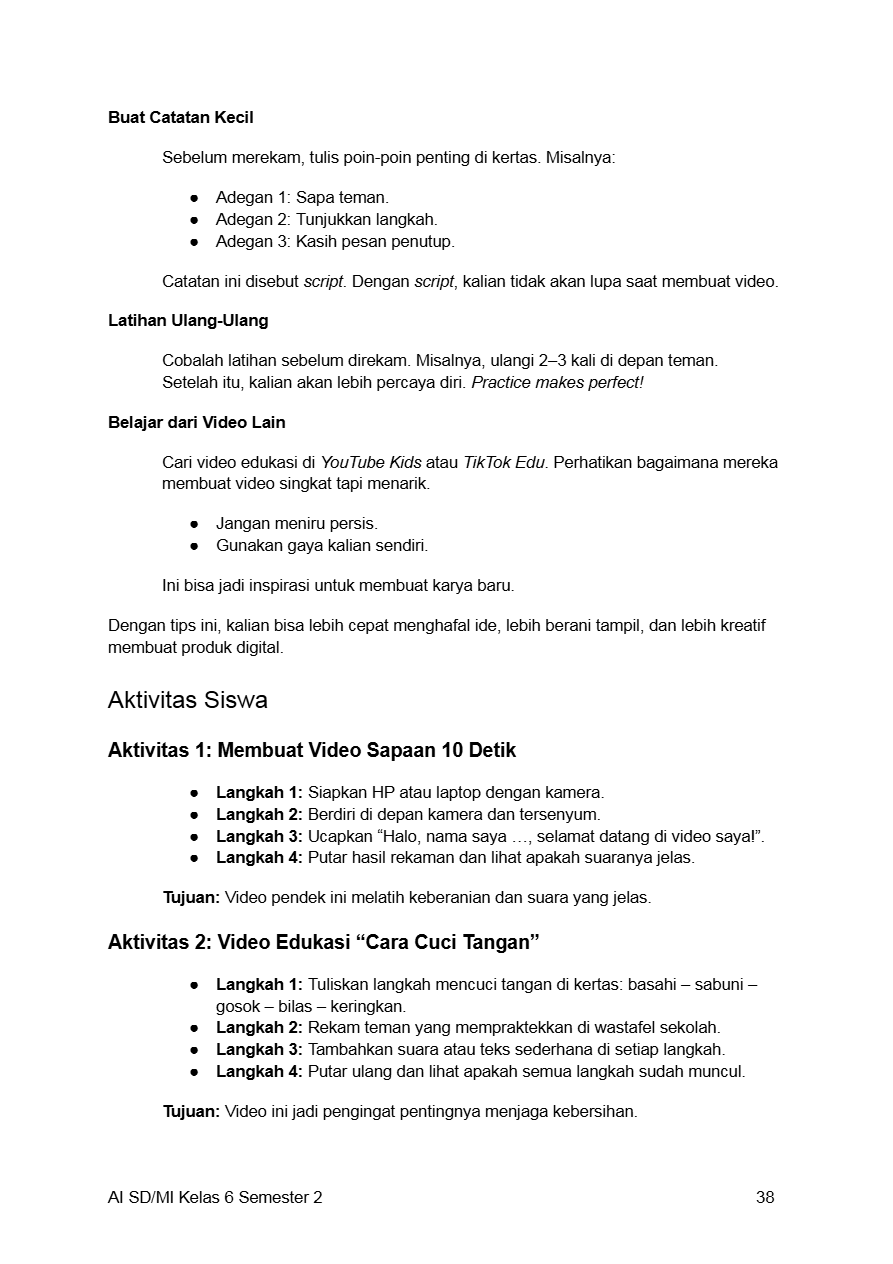 Buat Catatan Kecil
Sebelum merekam, tulis poin-poin penting di kertas. Misalnya:
● Adegan 1: Sapa teman.
● Adegan 2: Tunjukkan langkah.
● Adegan 3: Kasih pesan penutup.
Catatan ini disebut script. Dengan script, kalian tidak akan lupa saat membuat video.
Latihan Ulang-Ulang
Cobalah latihan sebelum direkam. Misalnya, ulangi 2–3 kali di depan teman.
Setelah itu, kalian akan lebih percaya diri. Practice makes perfect!
Belajar dari Video Lain
Cari video edukasi di YouTube Kids atau TikTok Edu. Perhatikan bagaimana mereka
membuat video singkat tapi menarik.
● Jangan meniru persis.
● Gunakan gaya kalian sendiri.
Ini bisa jadi inspirasi untuk membuat karya baru.
Dengan tips ini, kalian bisa lebih cepat menghafal ide, lebih berani tampil, dan lebih kreatif
membuat produk digital.
Aktivitas Siswa
Aktivitas 1: Membuat Video Sapaan 10 Detik
● Langkah 1: Siapkan HP atau laptop dengan kamera.
● Langkah 2: Berdiri di depan kamera dan tersenyum.
● Langkah 3: Ucapkan “Halo, nama saya …, selamat datang di video saya!”.
● Langkah 4: Putar hasil rekaman dan lihat apakah suaranya jelas.
Tujuan: Video pendek ini melatih keberanian dan suara yang jelas.
Aktivitas 2: Video Edukasi “Cara Cuci Tangan”
● Langkah 1: Tuliskan langkah mencuci tangan di kertas: basahi – sabuni –
gosok – bilas – keringkan.
● Langkah 2: Rekam teman yang mempraktekkan di wastafel sekolah.
● Langkah 3: Tambahkan suara atau teks sederhana di setiap langkah.
● Langkah 4: Putar ulang dan lihat apakah semua langkah sudah muncul.
Tujuan: Video ini jadi pengingat pentingnya menjaga kebersihan.
AI SD/MI Kelas 6 Semester 2 38